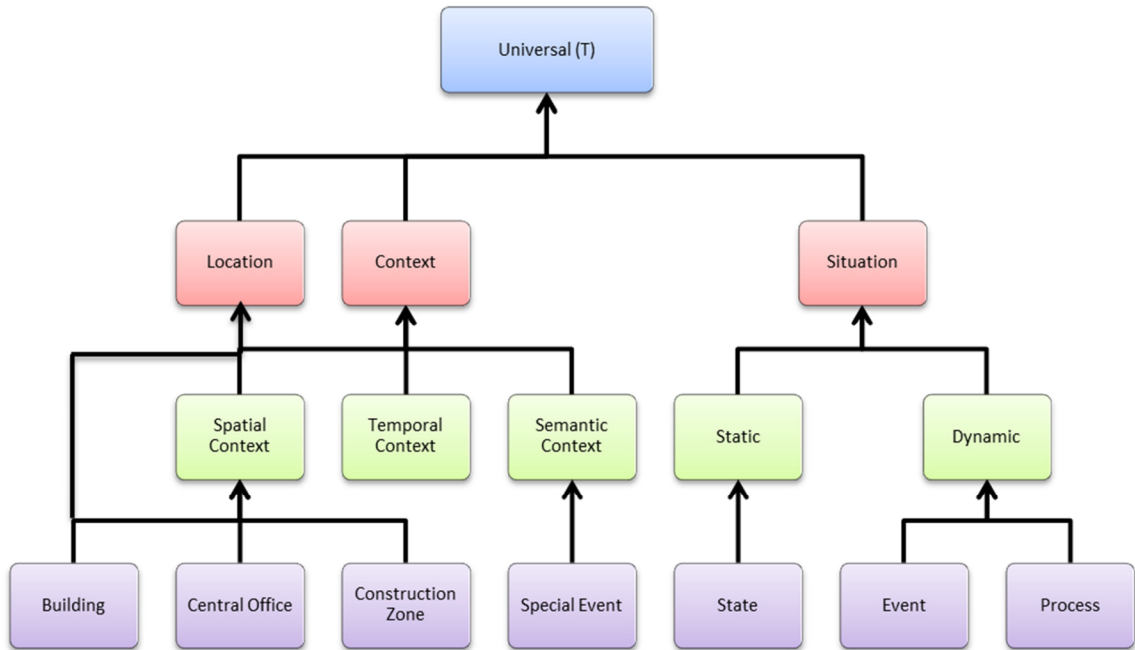 Universal (T)
Location
Context
Situation
Spatial
Context
Temporal
Context
Semantic
Context
Static
Dynamic
Building
Central Office
Construction
Zone
Special Event
State
Event
Process